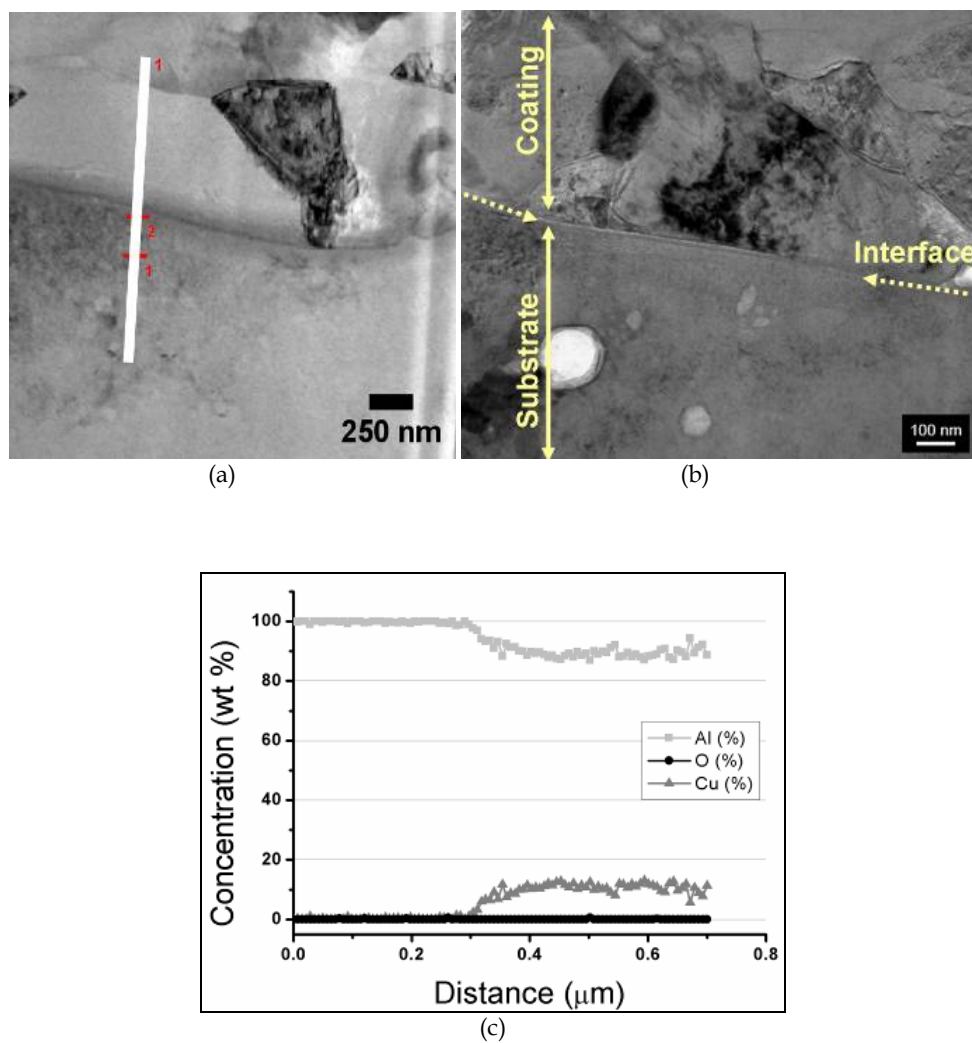 1
2
1
250 nm
(a)
Coating
Substrate
Interface
100 nm
(b)
Concentration (wt %)
100
80
60
40
20
0
Al (%)
O (%)
Cu (%)
0.0 0.2 0.4 0.6 0.8
Distance (μm)
(c)